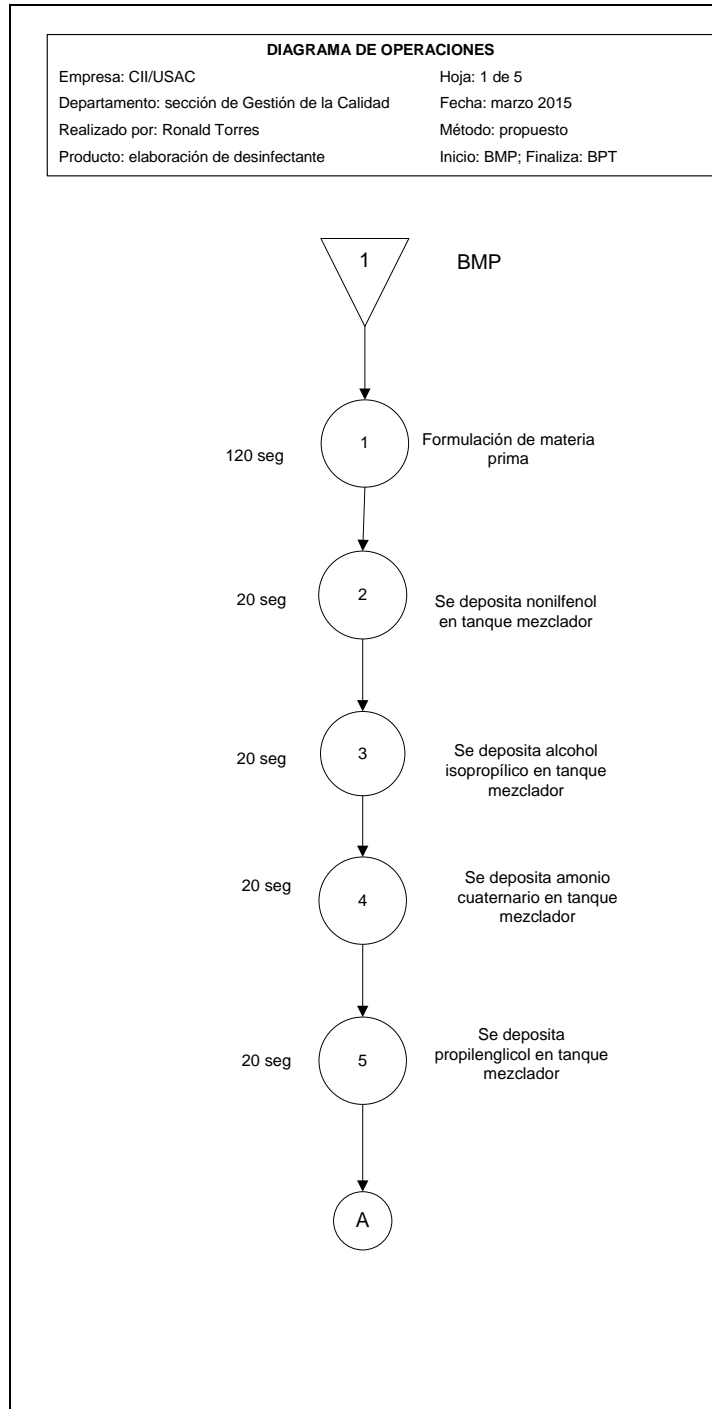 DIAGRAMA DE OPERACIONES
Empresa: CII/USAC
Hoja: 1 de 5
Departamento: sección de Gestión de la Calidad
Fecha: marzo 2015
Realizado por: Ronald Torres
Método: propuesto
Producto: elaboración de desinfectante
Inicio: BMP; Finaliza: BPT
1
BMP
120 seg
1
Formulación de materia
prima
20 seg
2
Se deposita nonilfenol
en tanque mezclador
20 seg
3
Se deposita alcohol
isopropílico en tanque
mezclador
20 seg
4
Se deposita amonio
cuaternario en tanque
mezclador
20 seg
5
Se deposita
propilenglicol en tanque
mezclador
A